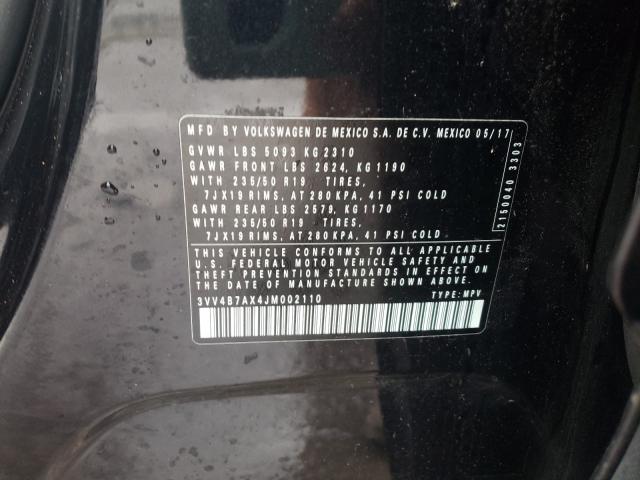 MFD BY VOLKSWAGEN DE MEXICO S.A. DE C.V. MEXICO 05/17
GVWR LBS 5093 KG 2310
GAWR FRONT LBS 2624, KG 1190
WITH 235/50 R19 TIRES,
7JX19 RIMS, AT 280 KPA, 41 PSI COLD
GAWR REAR LBS 2579, KG 1170
WITH 235/50 R19 TIRES,
7JX19 RIMS, AT 280 KPA, 41 PSI COLD
THIS VEHICLE CONFORMS TO ALL APPLICABLE
U.S. FEDERAL MOTOR VEHICLE SAFETY AND
THEFT PREVENTION STANDARDS IN EFFECT ON
THE DATE OF MANUFACTURE SHOWN ABOVE.
3VV4B7AX4JM002110 TYPE: MPV
2150040 3303